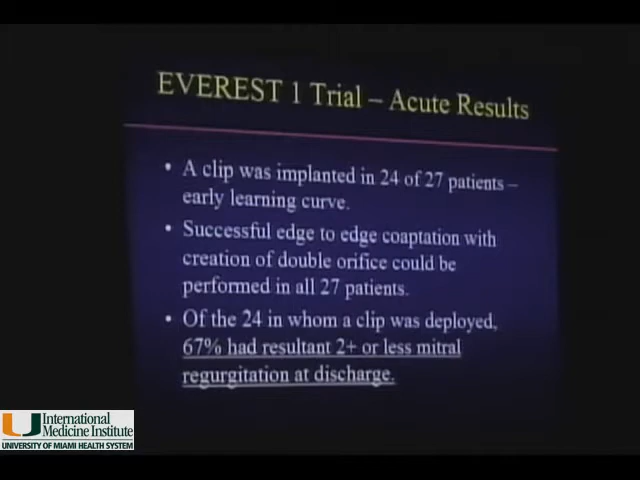 EVEREST 1 Trial – Acute Results
• A clip was implanted in 24 of 27 patients –
early learning curve.
• Successful edge to edge coaptation with
creation of double orifice could be
performed in all 27 patients.
• Of the 24 in whom a clip was deployed,
67% had resultant 2+ or less mitral
regurgitation at discharge.
U International
Medicine Institute
UNIVERSITY OF MIAMI HEALTH SYSTEM